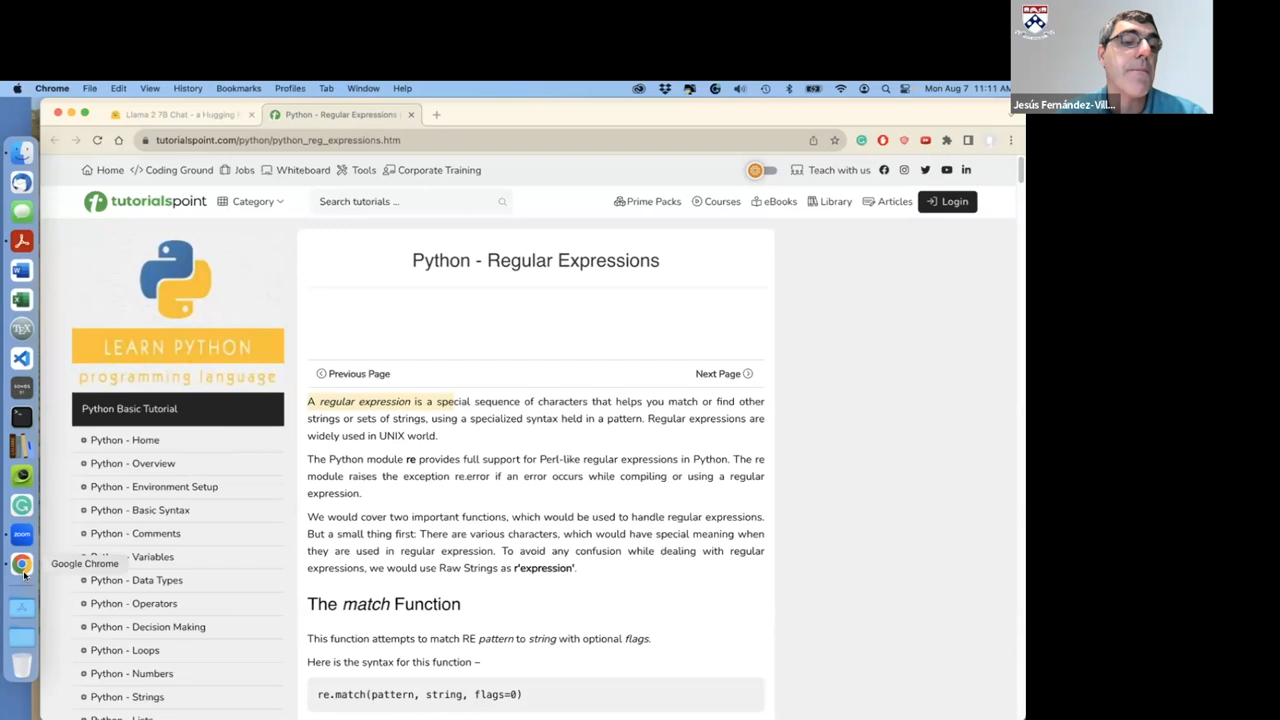 Chrome File Edit View History Bookmarks Profiles Tab Window Help Mon Aug 7 11:11 AM
Jesús Fernández-Vill...
Llama 2 7B Chat - a Hugging F
Python - Regular Expressions
tutorialspoint.com/python/python_reg_expressions.htm
Home </> Coding Ground Jobs Whiteboard Tools Corporate Training Teach with us
tutorialspoint Category Search tutorials ... Prime Packs Courses eBooks Library Articles Login
LEARN PYTHON
programming language
Python Basic Tutorial
Python - Home
Python - Overview
Python - Environment Setup
Python - Basic Syntax
Python - Comments
Variables
Python - Data Types
Python - Operators
Python - Decision Making
Python - Loops
Python - Numbers
Python - Strings
Google Chrome
zoom
TEX
Python - Regular Expressions
Previous Page Next Page
A regular expression is a special sequence of characters that helps you match or find other
strings or sets of strings, using a specialized syntax held in a pattern. Regular expressions are
widely used in UNIX world.
The Python module re provides full support for Perl-like regular expressions in Python. The re
module raises the exception re.error if an error occurs while compiling or using a regular
expression.
We would cover two important functions, which would be used to handle regular expressions.
But a small thing first: There are various characters, which would have special meaning when
they are used in regular expression. To avoid any confusion while dealing with regular
expressions, we would use Raw Strings as r'expression'.
The match Function
This function attempts to match RE pattern to string with optional flags.
Here is the syntax for this function –
re.match(pattern, string, flags=0)